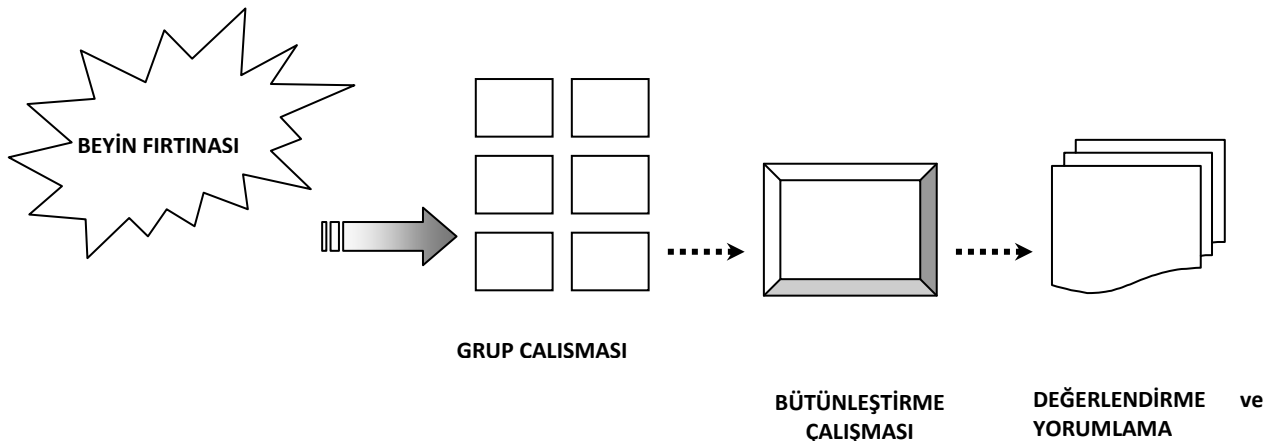 BEYİN FIRTINASI
GRUP CALISMASI
BÜTÜNLEŞTİRME
ÇALIŞMASI
DEĞERLENDİRME ve
YORUMLAMA